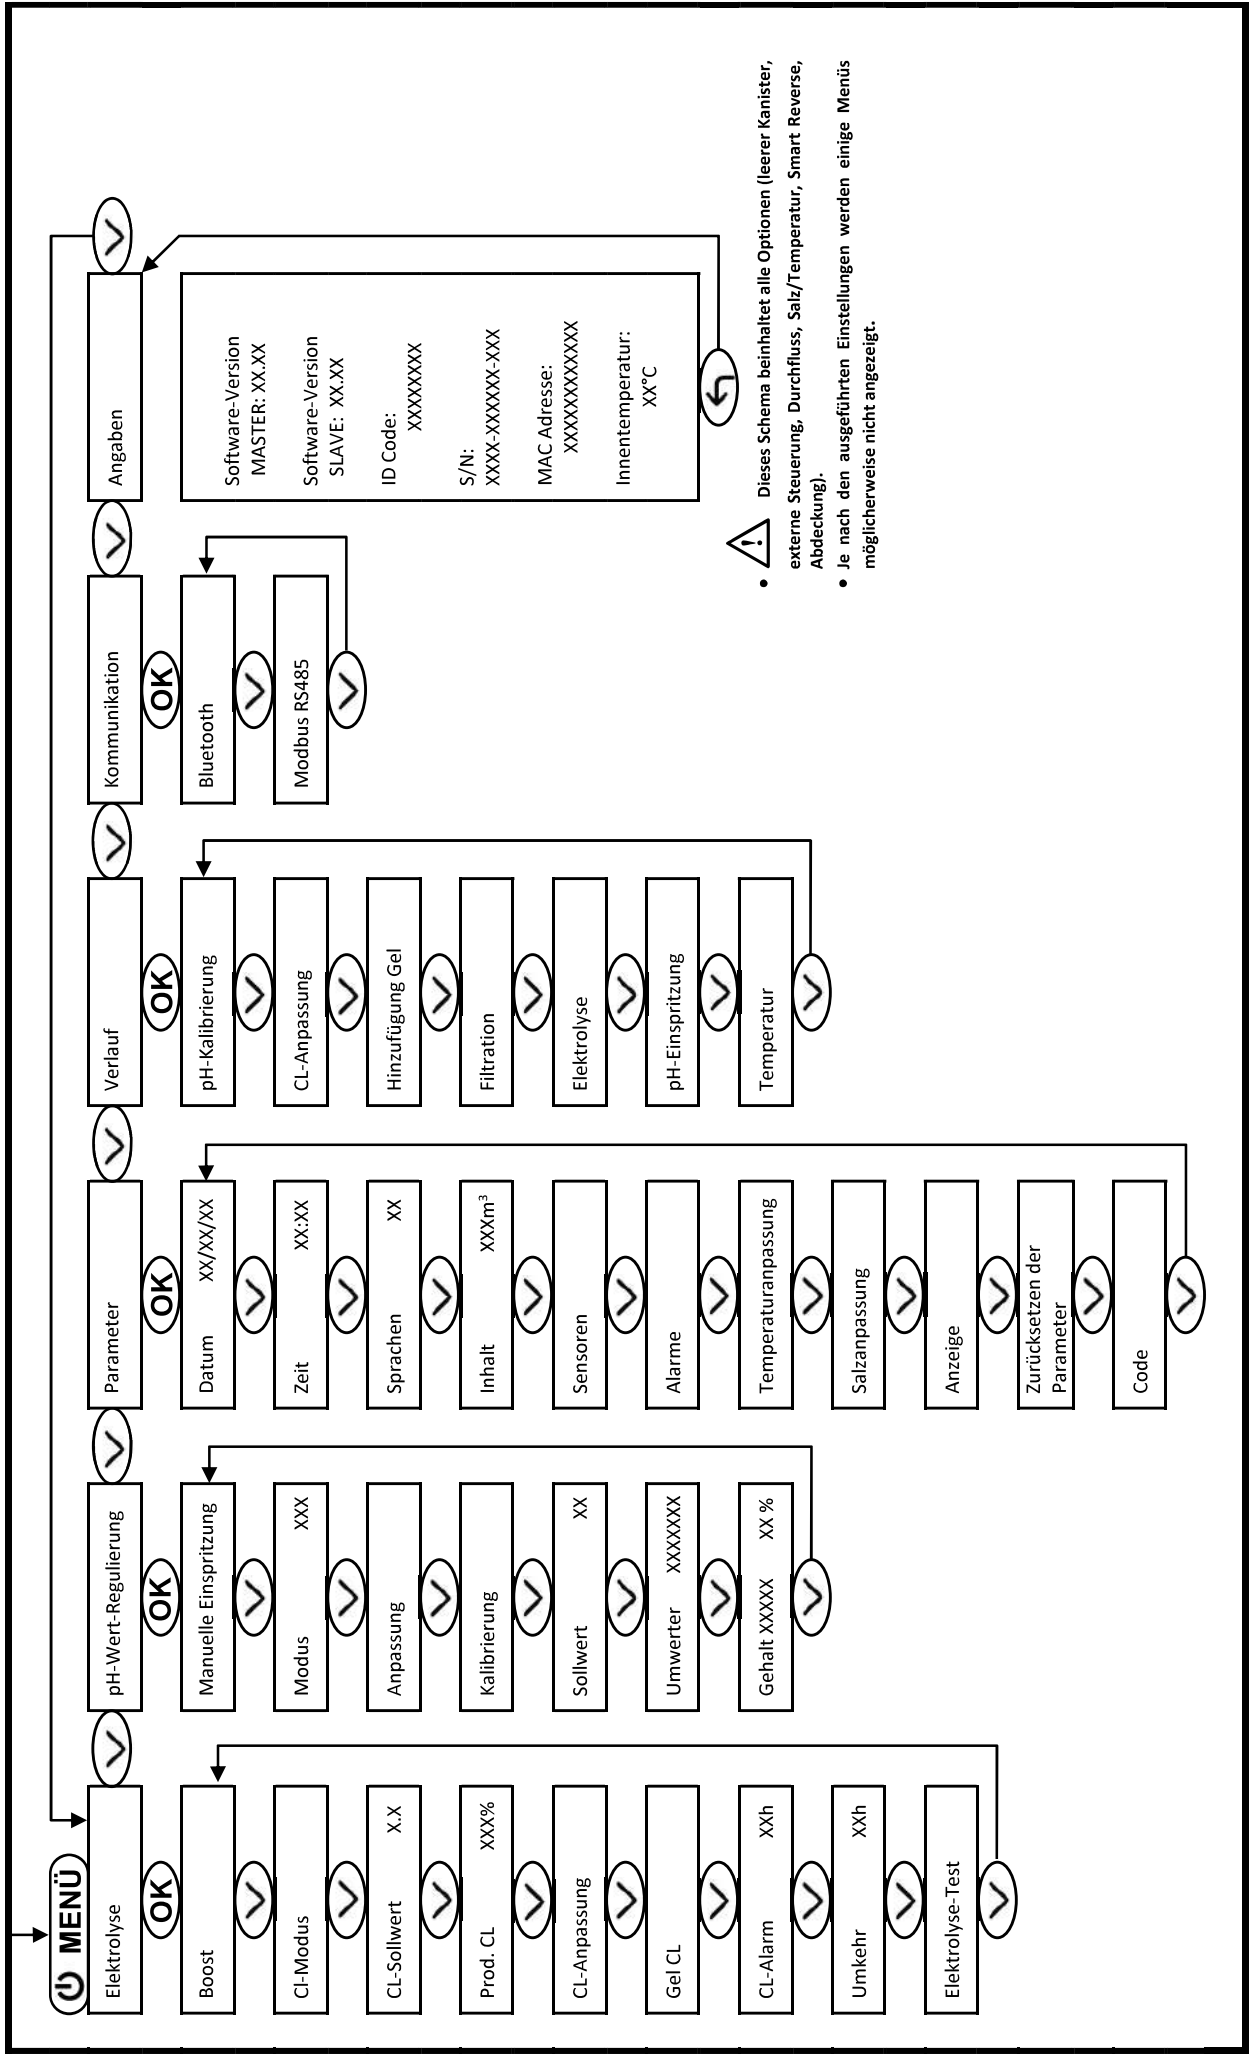 MENÜ
Elektrolyse
OK
Boost
Cl-Modus
CL-Sollwert X.X
Prod. CL XXX%
CL-Anpassung
Gel CL
CL-Alarm XXh
Umkehr XXh
Elektrolyse-Test
pH-Wert-Regulierung
OK
Manuelle Einspritzung
Modus XXX
Anpassung
Kalibrierung
Sollwert XX
Umwerter XXXXXXX
Gehalt XXXXX XX %
Parameter
OK
Datum XX/XX/XX
Zeit XX:XX
Sprachen XX
Inhalt XXXm³
Sensoren
Alarme
Temperaturanpassung
Salzanpassung
Anzeige
Zurücksetzen der
Parameter
Code
Verlauf
OK
pH-Kalibrierung
CL-Anpassung
Hinzufügung Gel
Filtration
Elektrolyse
pH-Einspritzung
Temperatur
Kommunikation
OK
Bluetooth
Modbus RS485
Angaben
Software-Version
MASTER: XX.XX
Software-Version
SLAVE: XX.XX
ID Code:
XXXXXXXX
S/N:
XXXX-XXXXXX-XXX
MAC Adresse:
XXXXXXXXXXXX
Innentemperatur:
XX°C
• Dieses Schema beinhaltet alle Optionen (leerer Kanister,
externe Steuerung, Durchfluss, Salz/Temperatur, Smart Reverse,
Abdeckung).
• Je nach den ausgeführten Einstellungen werden einige Menüs
möglicherweise nicht angezeigt.